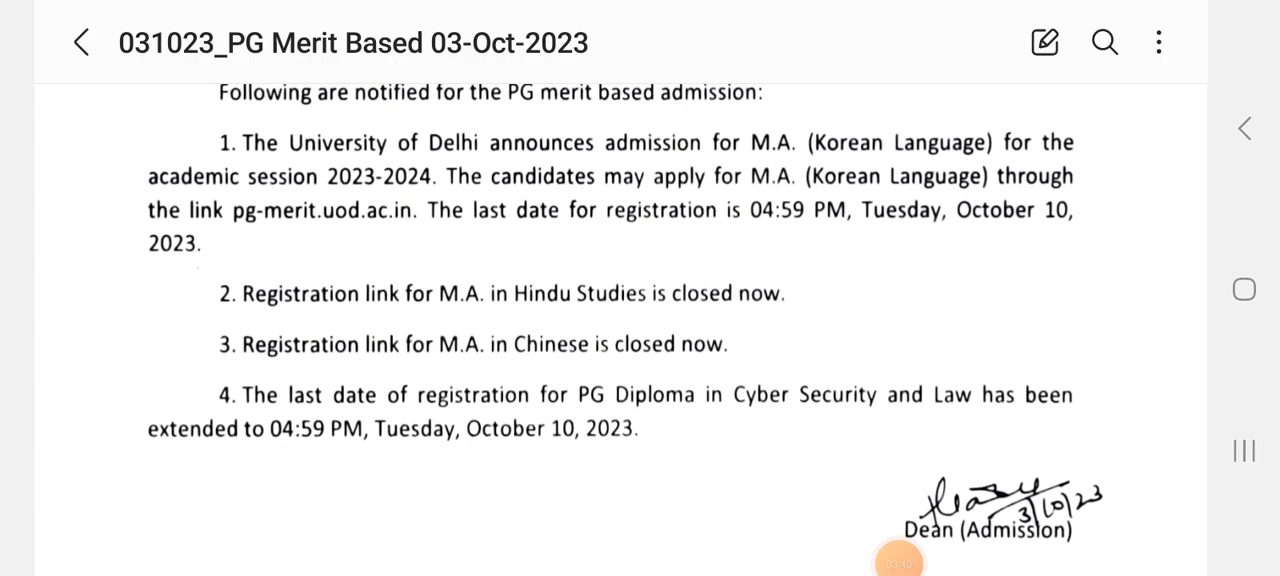 031023_PG Merit Based 03-Oct-2023
Following are notified for the PG merit based admission:
1. The University of Delhi announces admission for M.A. (Korean Language) for the
academic session 2023-2024. The candidates may apply for M.A. (Korean Language) through
the link pg-merit.uod.ac.in. The last date for registration is 04:59 PM, Tuesday, October 10,
2023.
2. Registration link for M.A. in Hindu Studies is closed now.
3. Registration link for M.A. in Chinese is closed now.
4. The last date of registration for PG Diploma in Cyber Security and Law has been
extended to 04:59 PM, Tuesday, October 10, 2023.
3/10/23
Dean (Admission)
03:40